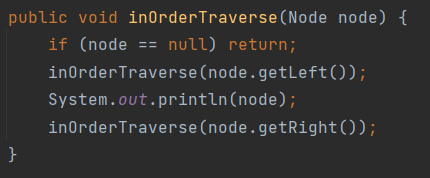 public void inOrderTraverse(Node node) {
    if (node == null) return;
    inOrderTraverse(node.getLeft());
    System.out.println(node);
    inOrderTraverse(node.getRight());
}